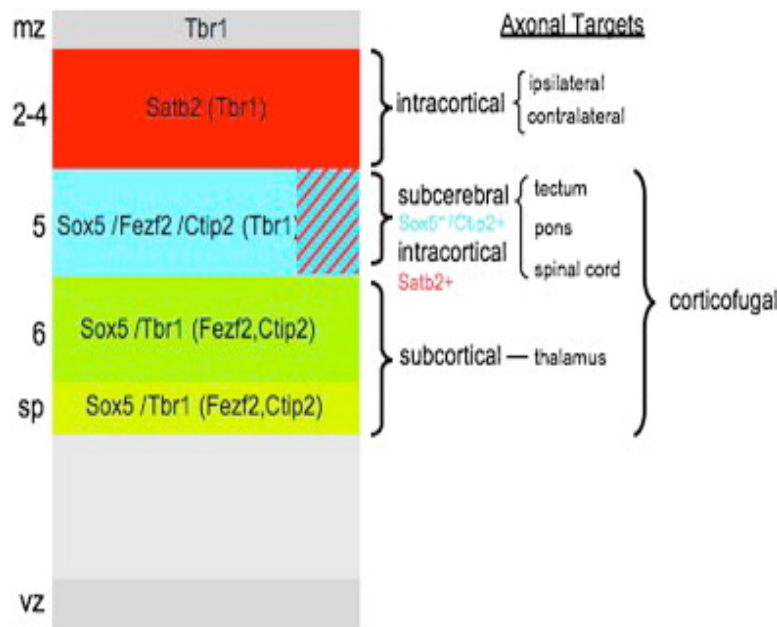 mz
Tbr1
Axonal Targets
2-4
Satb2 (Tbr1)
intracortical
ipsilateral
contralateral
5
Sox5 /Fezf2 /Ctip2 (Tbr1)
subcerebral
Sox5+/Ctip2+
intracortical
Satb2+
tectum
pons
spinal cord
corticofugal
6
Sox5 /Tbr1 (Fezf2,Ctip2)
subcortical
thalamus
sp
Sox5 /Tbr1 (Fezf2,Ctip2)
vz